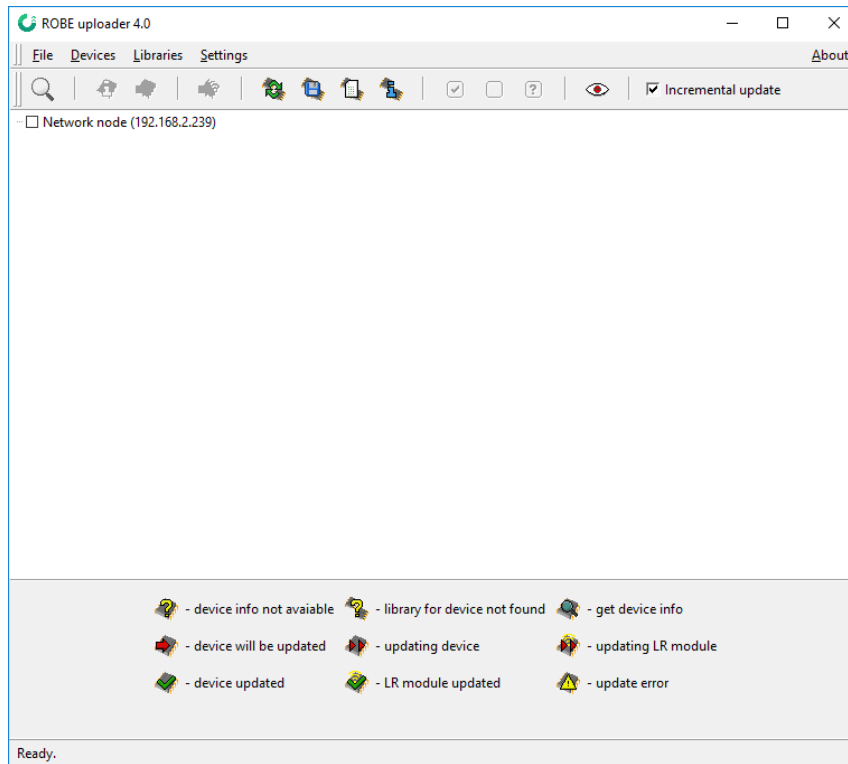 ROBE uploader 4.0
File Devices Libraries Settings About
Incremental update
Network node (192.168.2.239)
- device info not avaiable - library for device not found - get device info
- device will be updated - updating device - updating LR module
- device updated - LR module updated - update error
Ready.